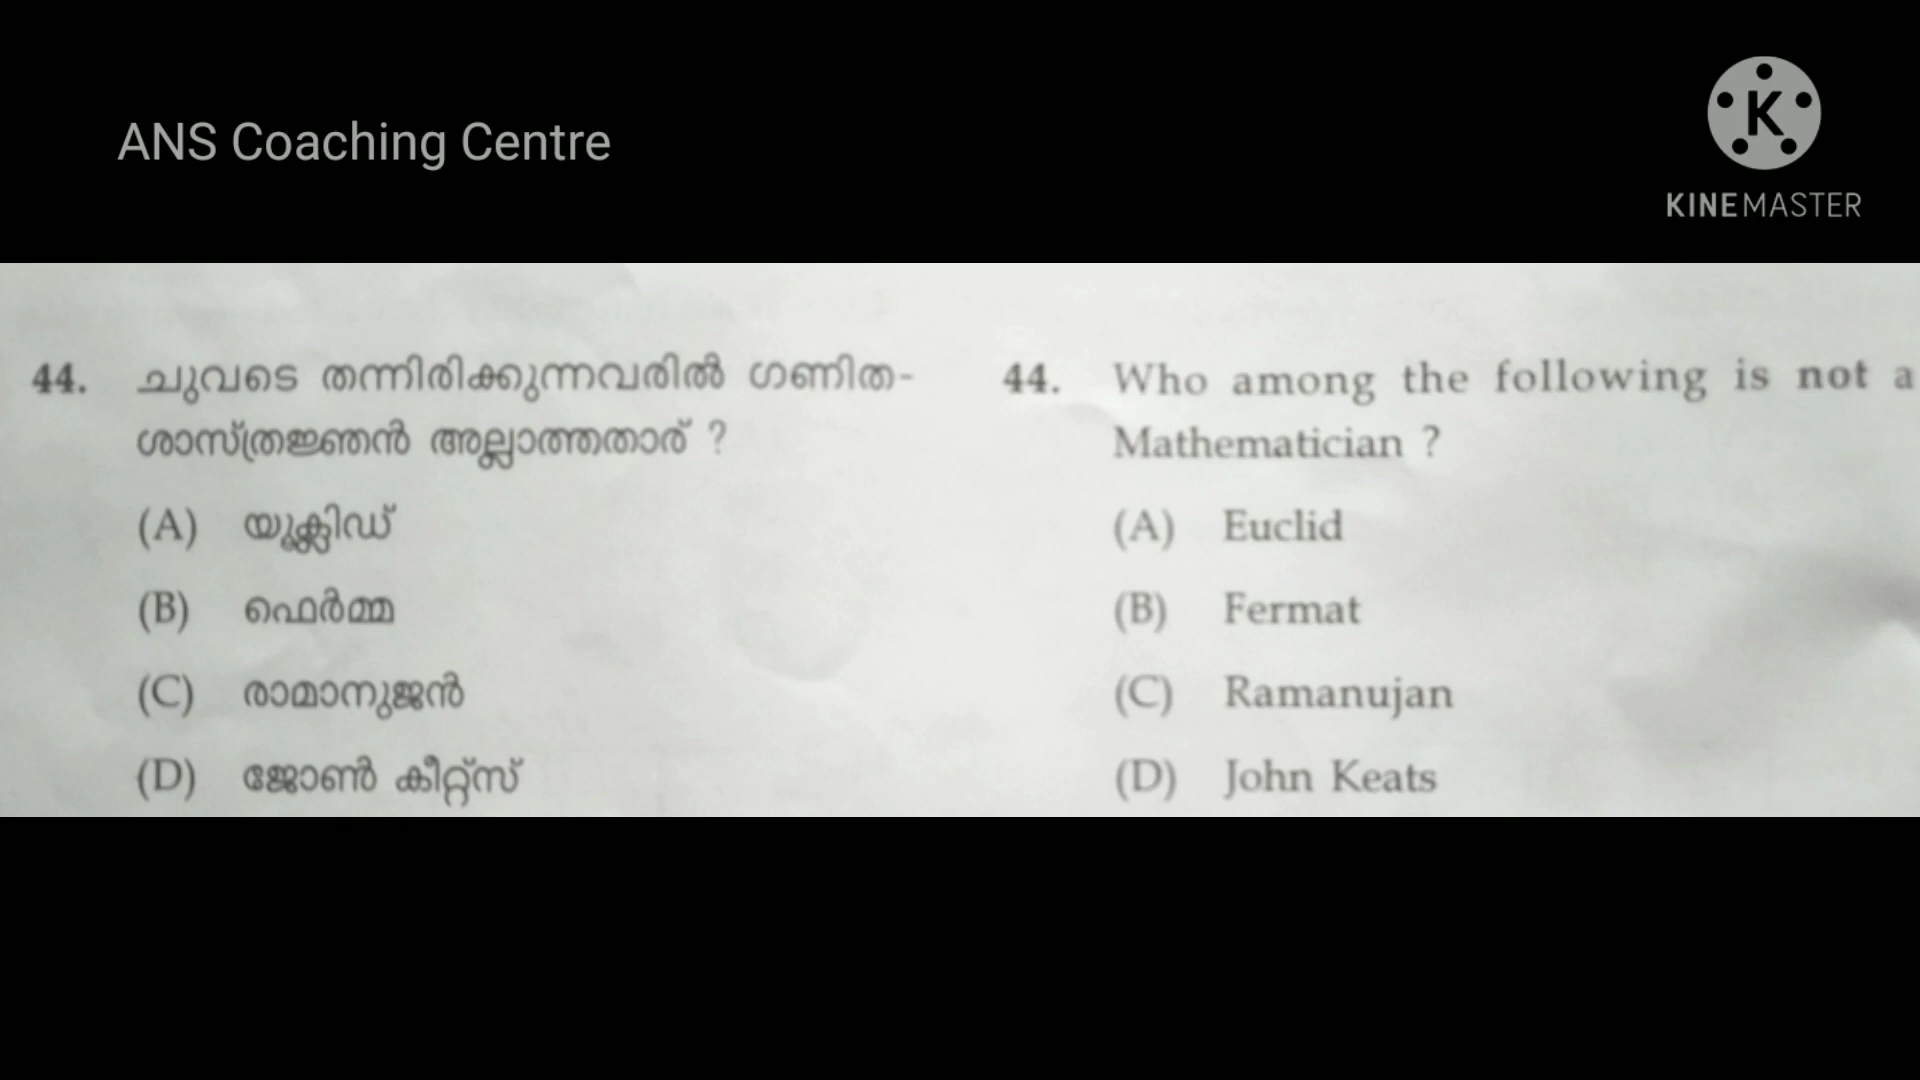 ANS Coaching Centre
K
KINEMASTER
44. ചുവടെ തന്നിരിക്കുന്നവരിൽ ഗണിത-
ശാസ്ത്രജ്ഞൻ അല്ലാത്തതാര് ?
(A) യൂക്ലിഡ്
(B) ഫെർമ്മ
(C) രാമാനുജൻ
(D) ജോൺ കീറ്റ്സ്
44. Who among the following is not a
Mathematician ?
(A) Euclid
(B) Fermat
(C) Ramanujan
(D) John Keats